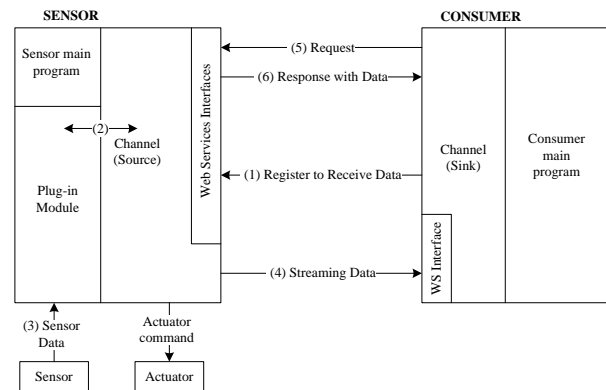 SENSOR
CONSUMER
Sensor main
program
Web Services Interfaces
(5) Request
(6) Response with Data
(2)
Channel
(Source)
Plug-in
Module
(1) Register to Receive Data
Channel
(Sink)
Consumer
main
program
(4) Streaming Data
WS Interface
(3) Sensor
Data
Actuator
command
Sensor
Actuator